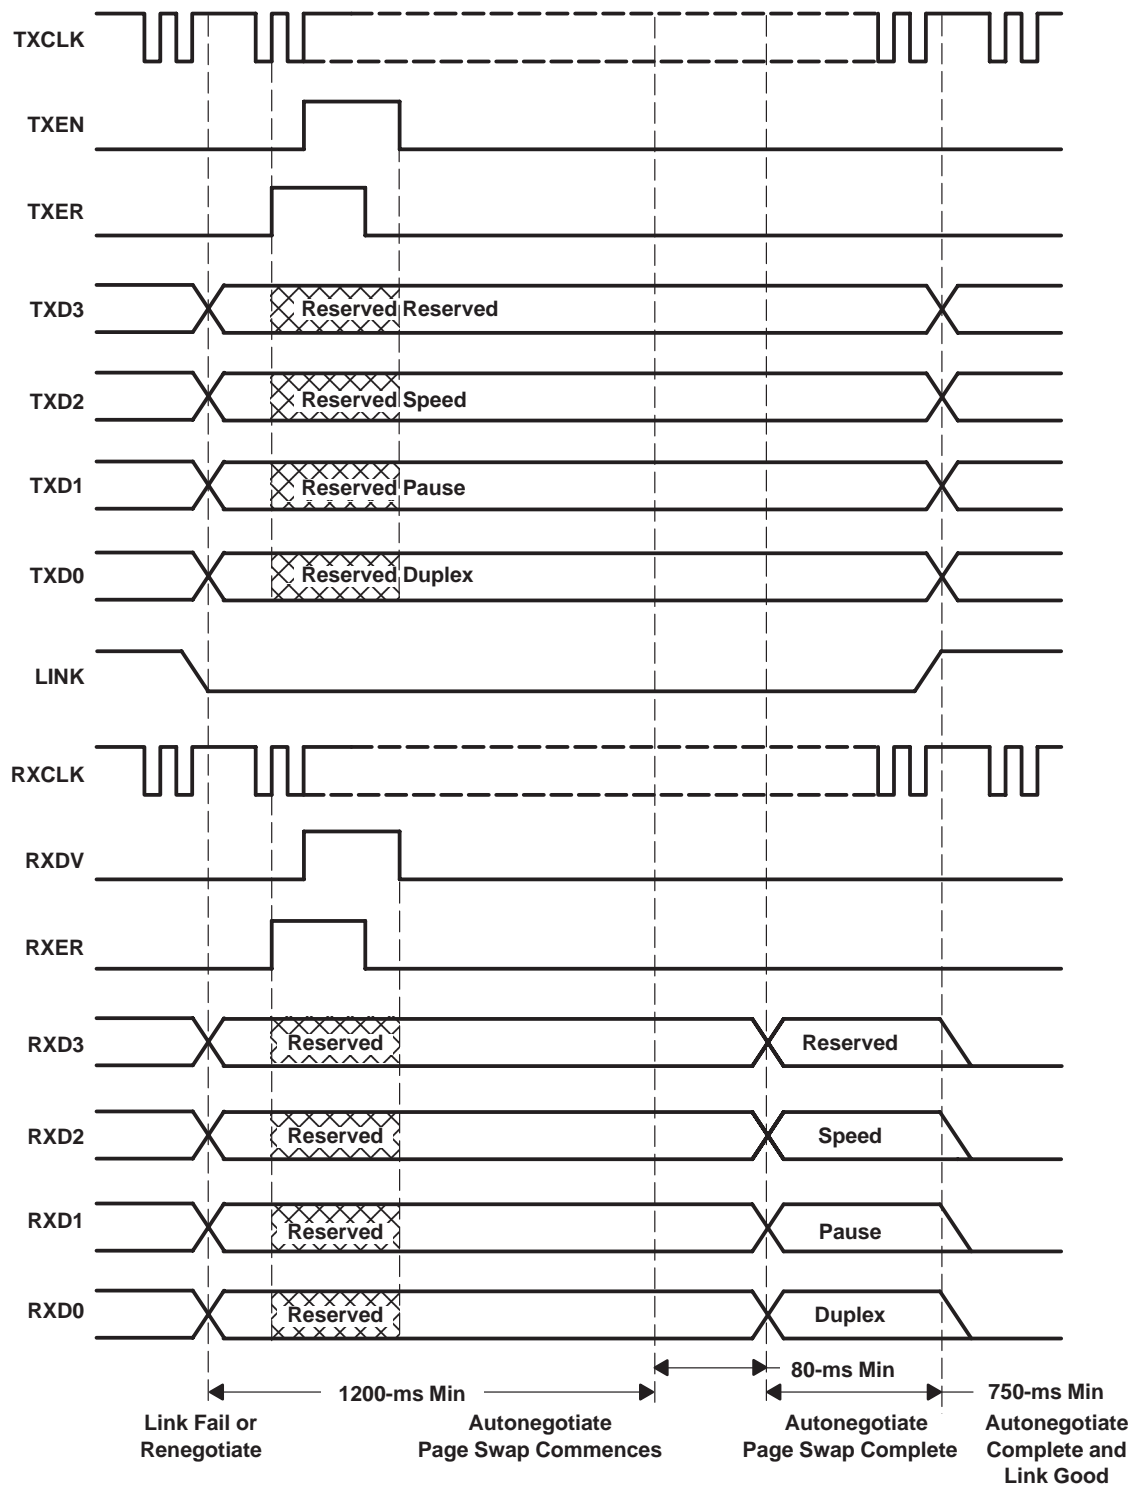 TXCLK
TXEN
TXER
TXD3 Reserved Reserved
TXD2 Reserved Speed
TXD1 Reserved Pause
TXD0 Reserved Duplex
LINK
RXCLK
RXDV
RXER
RXD3 Reserved Reserved
RXD2 Reserved Speed
RXD1 Reserved Pause
RXD0 Reserved Duplex
80-ms Min
1200-ms Min
750-ms Min
Link Fail or
Renegotiate
Autonegotiate
Page Swap Commences
Autonegotiate
Page Swap Complete
Autonegotiate
Complete and
Link Good